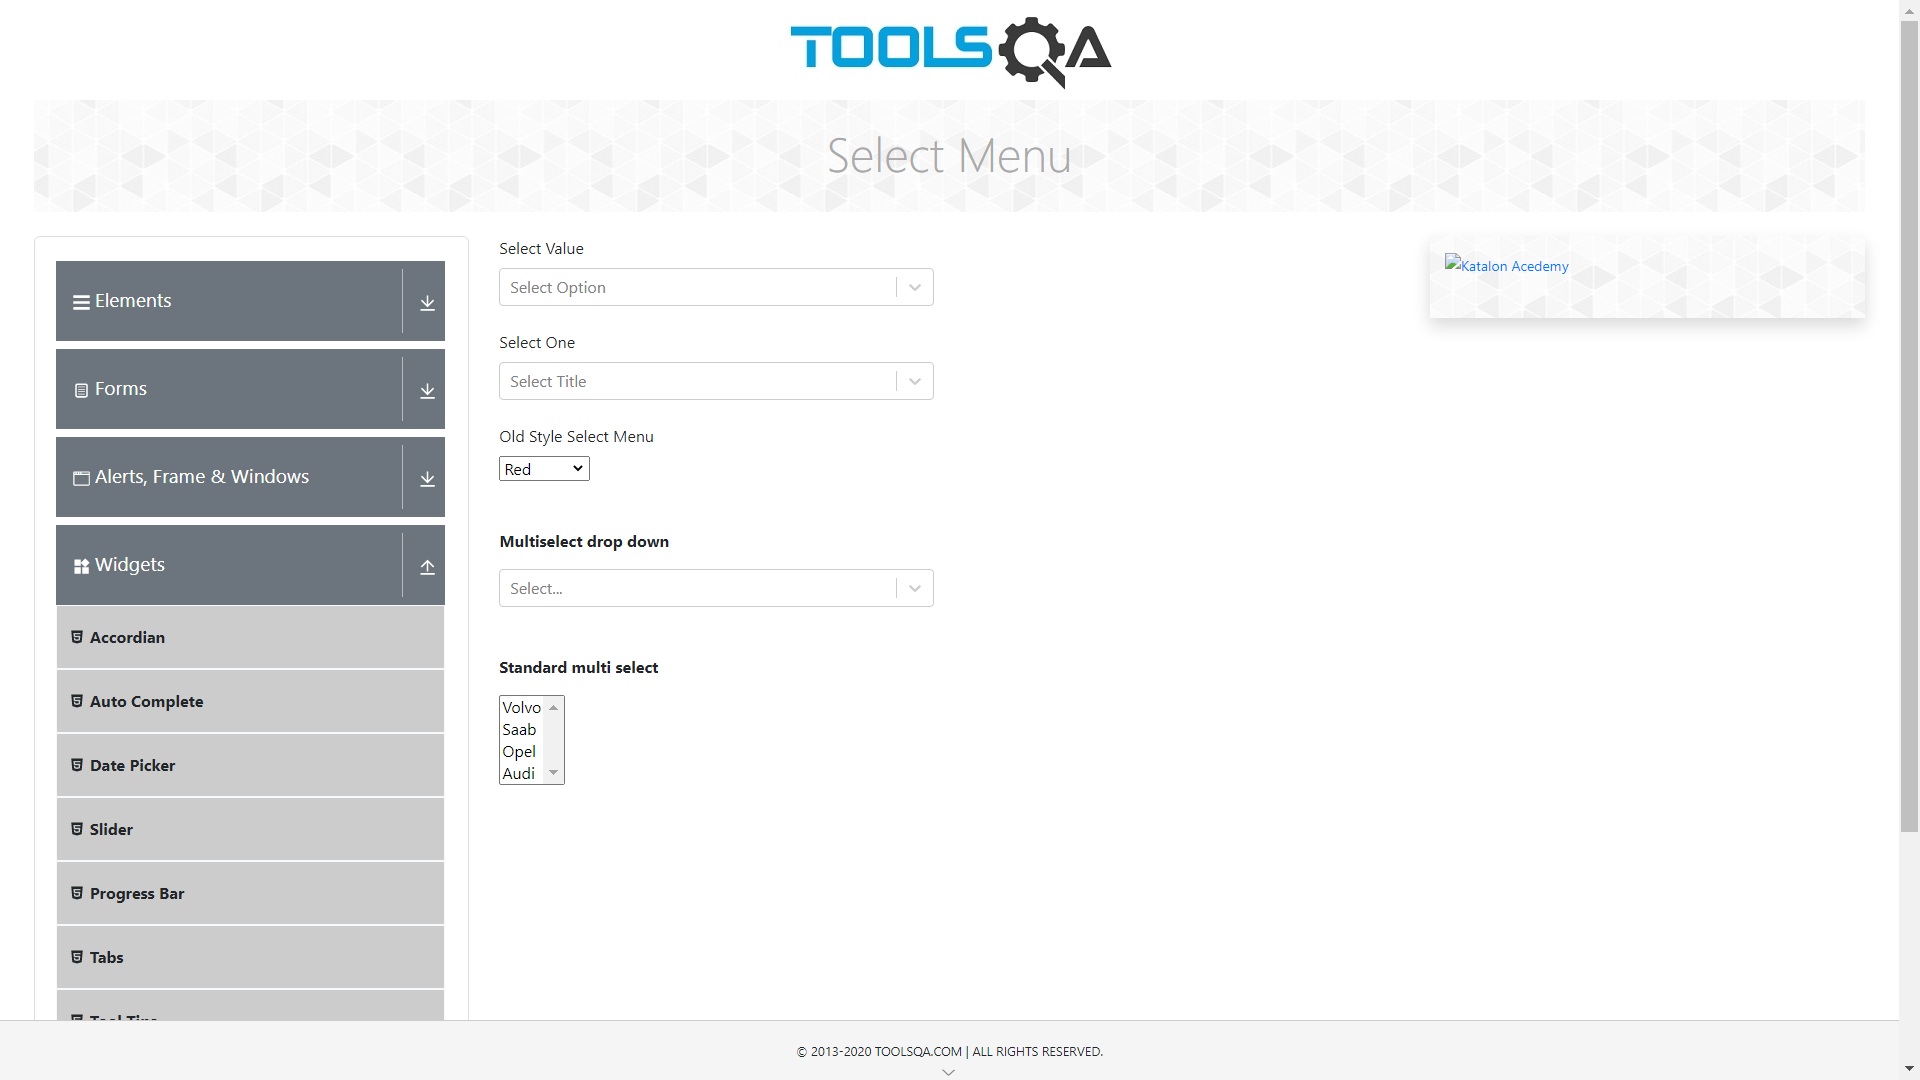 TOOLSQA
Select Menu
Elements
Forms
Alerts, Frame & Windows
Widgets
Accordian
Auto Complete
Date Picker
Slider
Progress Bar
Tabs
Tool Tips
Select Value
Select Option
Select One
Select Title
Old Style Select Menu
Red
Multiselect drop down
Select...
Standard multi select
Volvo
Saab
Opel
Audi
Katalon Acedemy
© 2013-2020 TOOLSQA.COM | ALL RIGHTS RESERVED.